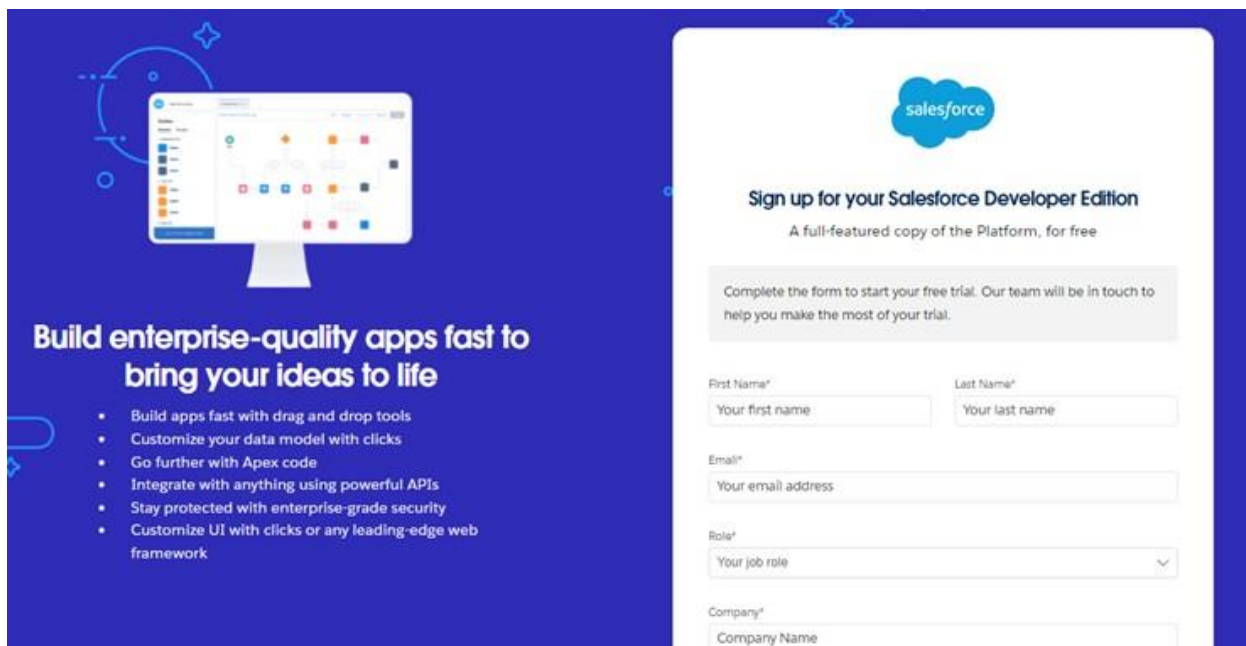 Build enterprise-quality apps fast to
bring your ideas to life
• Build apps fast with drag and drop tools
• Customize your data model with clicks
• Go further with Apex code
• Integrate with anything using powerful APIs
• Stay protected with enterprise-grade security
• Customize UI with clicks or any leading-edge web
framework
salesforce
Sign up for your Salesforce Developer Edition
A full-featured copy of the Platform, for free
Complete the form to start your free trial. Our team will be in touch to
help you make the most of your trial.
First Name* Last Name*
Your first name Your last name
Email*
Your email address
Role*
Your job role
Company*
Company Name